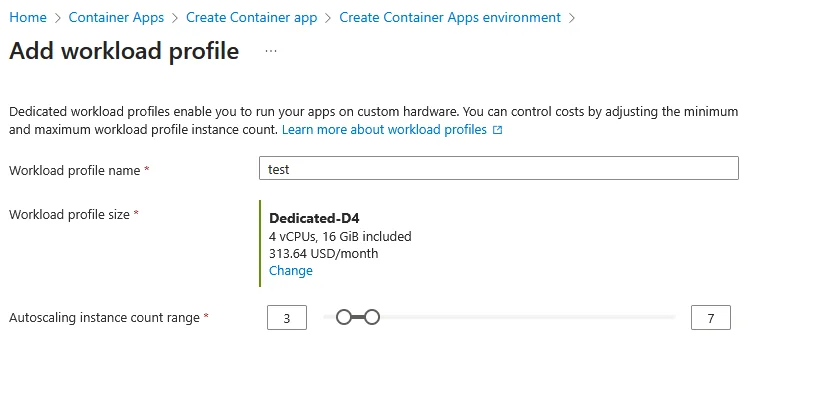 Home > Container Apps > Create Container app > Create Container Apps environment >
Add workload profile ...
Dedicated workload profiles enable you to run your apps on custom hardware. You can control costs by adjusting the minimum
and maximum workload profile instance count. Learn more about workload profiles
Workload profile name * test
Workload profile size * Dedicated-D4
4 vCPUs, 16 GiB included
313.64 USD/month
Change
Autoscaling instance count range * 3 7